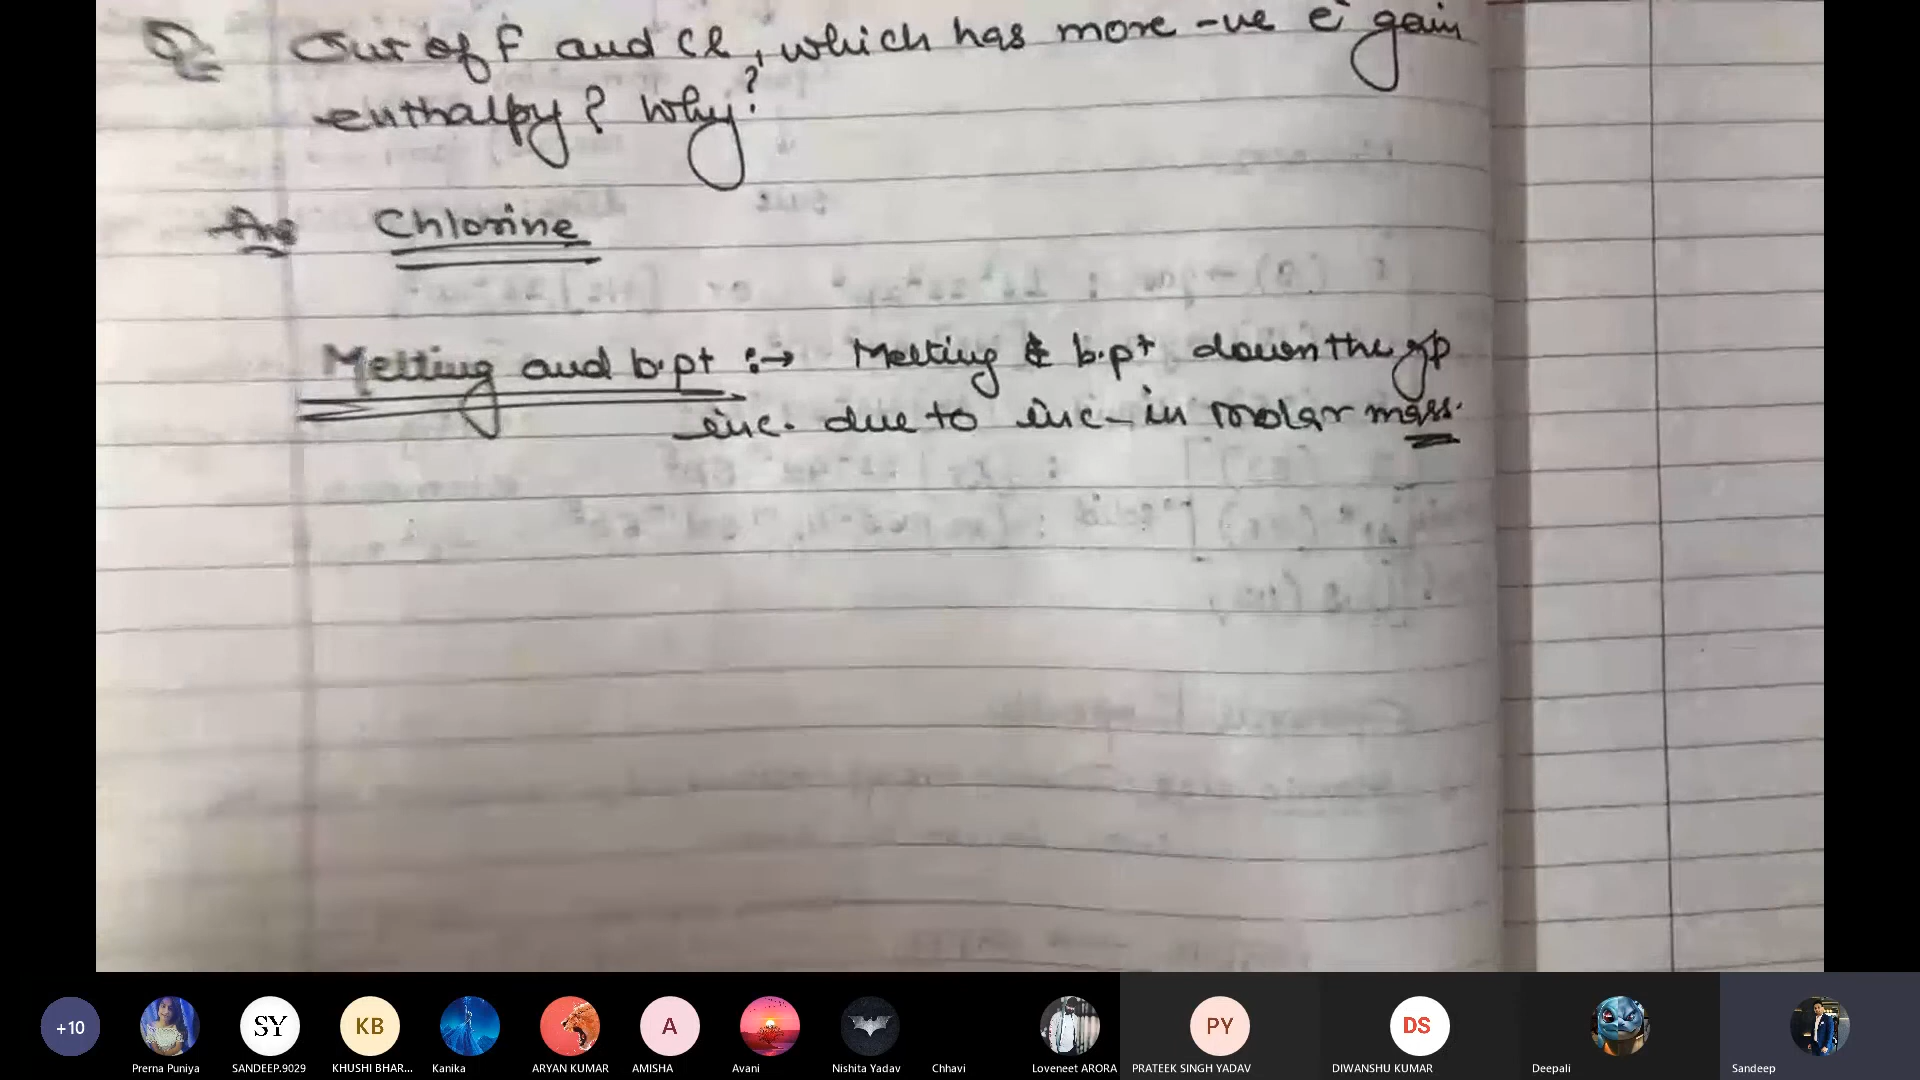 Q Out of F and Cl, which has more -ve e⁻ gain
enthalpy? Why?
Ans Chlorine
Melting and b.pt :→ Melting & b.pt down the gp
inc. due to inc- in molar mass.
+10
SY
KB
A
PY
DS
Prerna Puniya
SANDEEP.9029
KHUSHI BHAR...
Kanika
ARYAN KUMAR
AMISHA
Avani
Nishita Yadav
Chhavi
Loveneet ARORA
PRATEEK SINGH YADAV
DIWANSHU KUMAR
Deepali
Sandeep